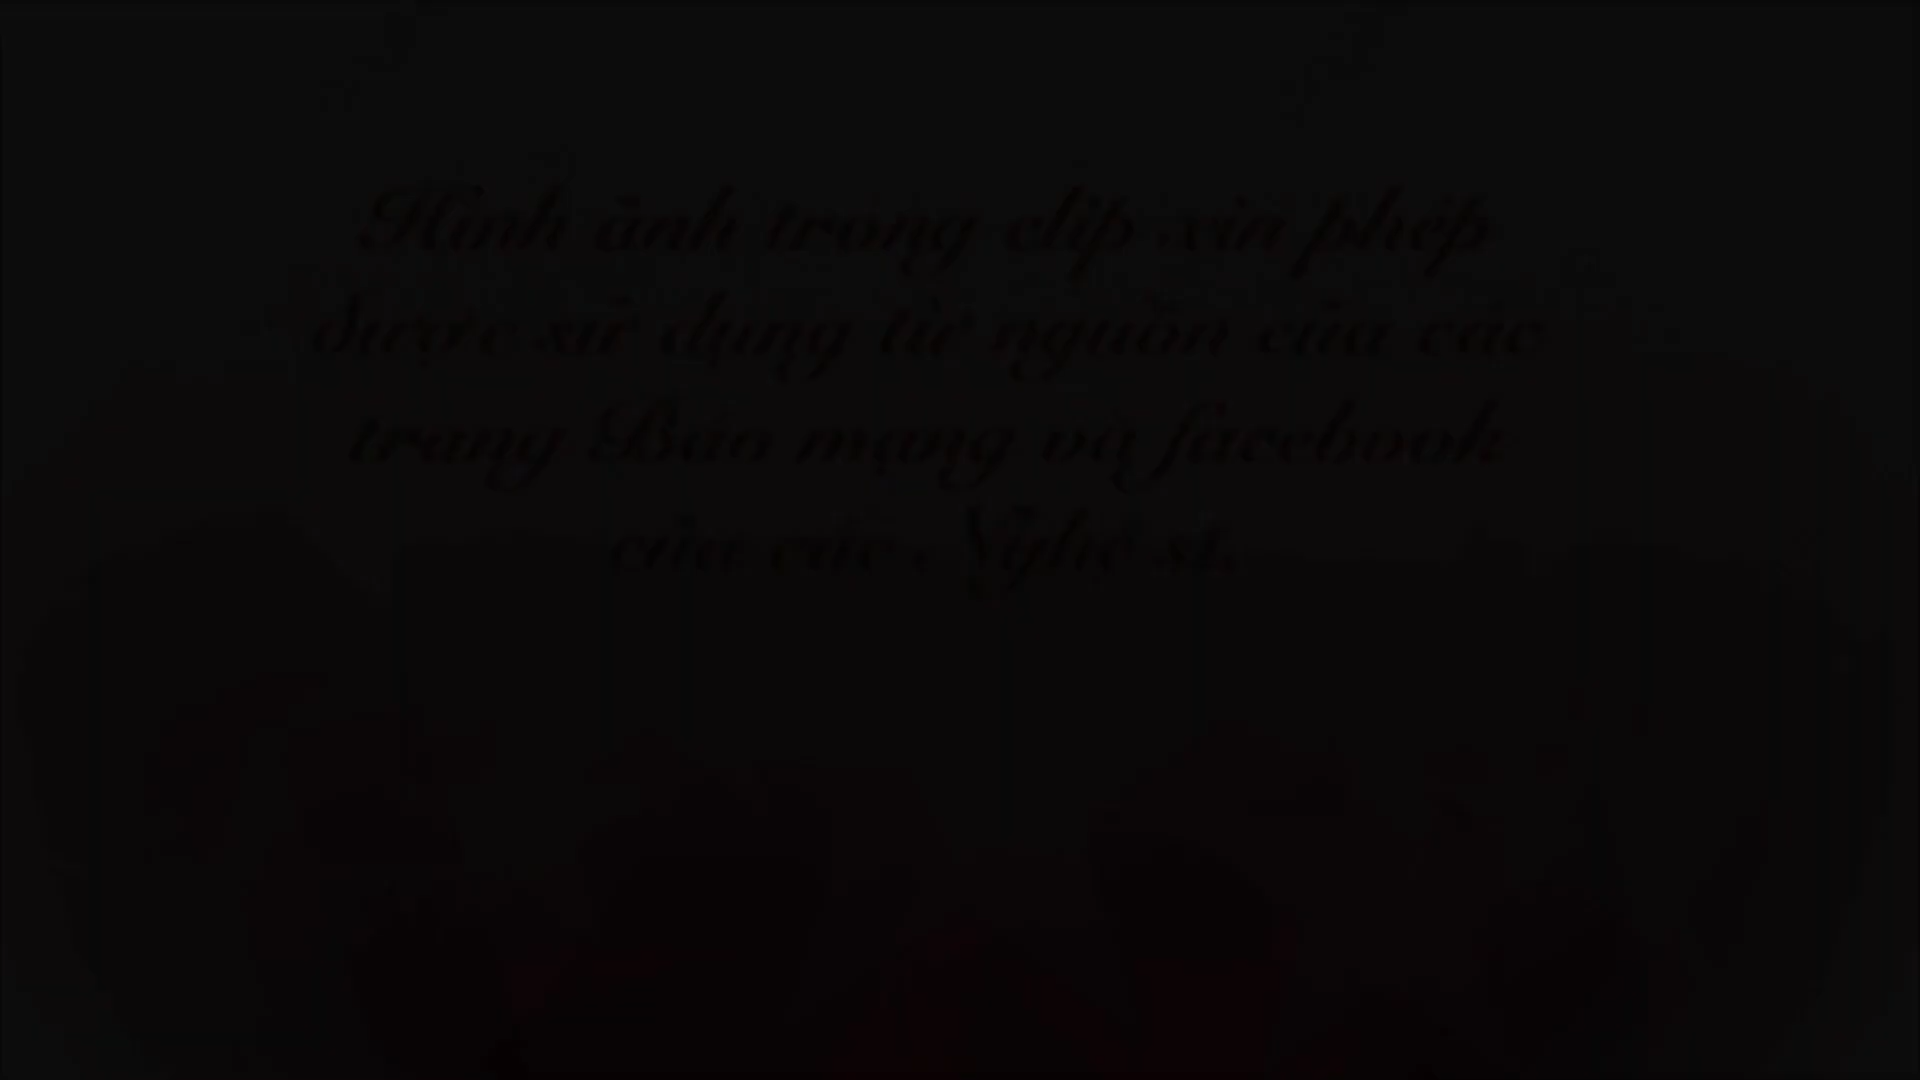 Hình ảnh trong clip xin phép
được sử dụng từ nguồn của các
trang Báo mạng và facebook
của các Nghệ sĩ.